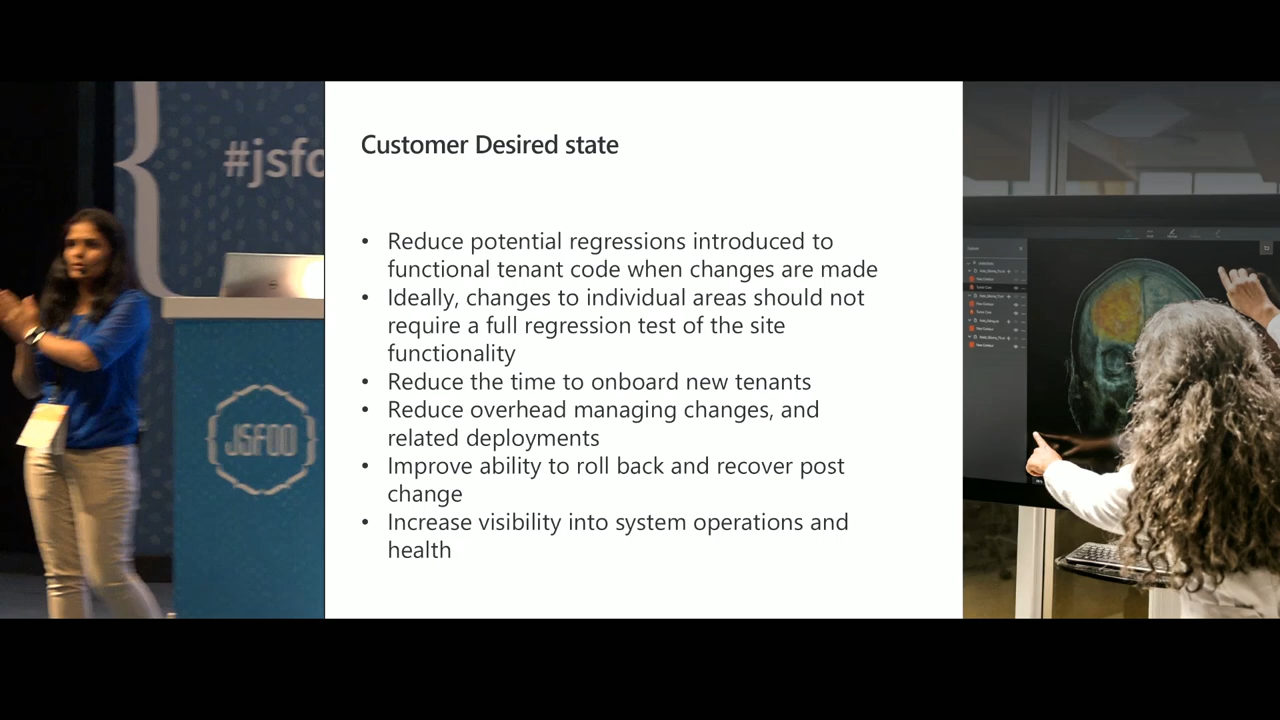 #jsfo
JSFOO
Customer Desired state
• Reduce potential regressions introduced to
functional tenant code when changes are made
• Ideally, changes to individual areas should not
require a full regression test of the site
functionality
• Reduce the time to onboard new tenants
• Reduce overhead managing changes, and
related deployments
• Improve ability to roll back and recover post
change
• Increase visibility into system operations and
health